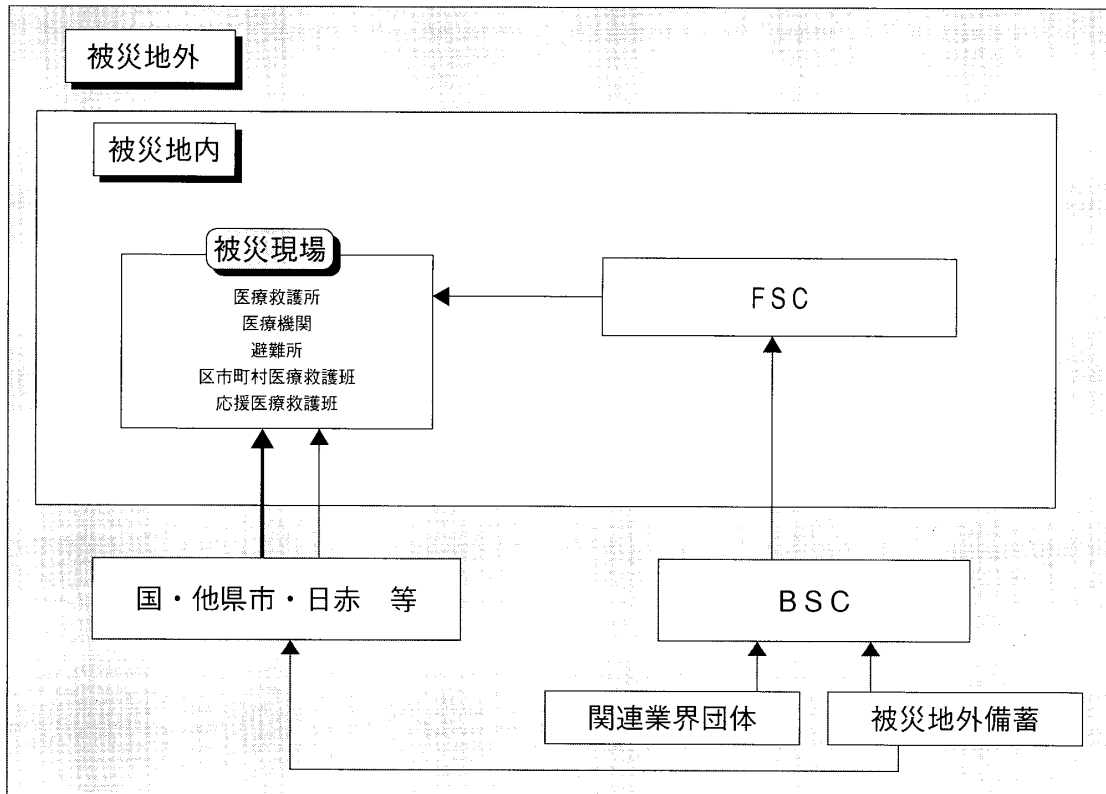 被災地外
被災地内
被災現場
医療救護所
医療機関
避難所
区市町村医療救護班
応援医療救護班
FSC
国・他県市・日赤　等
BSC
関連業界団体
被災地外備蓄